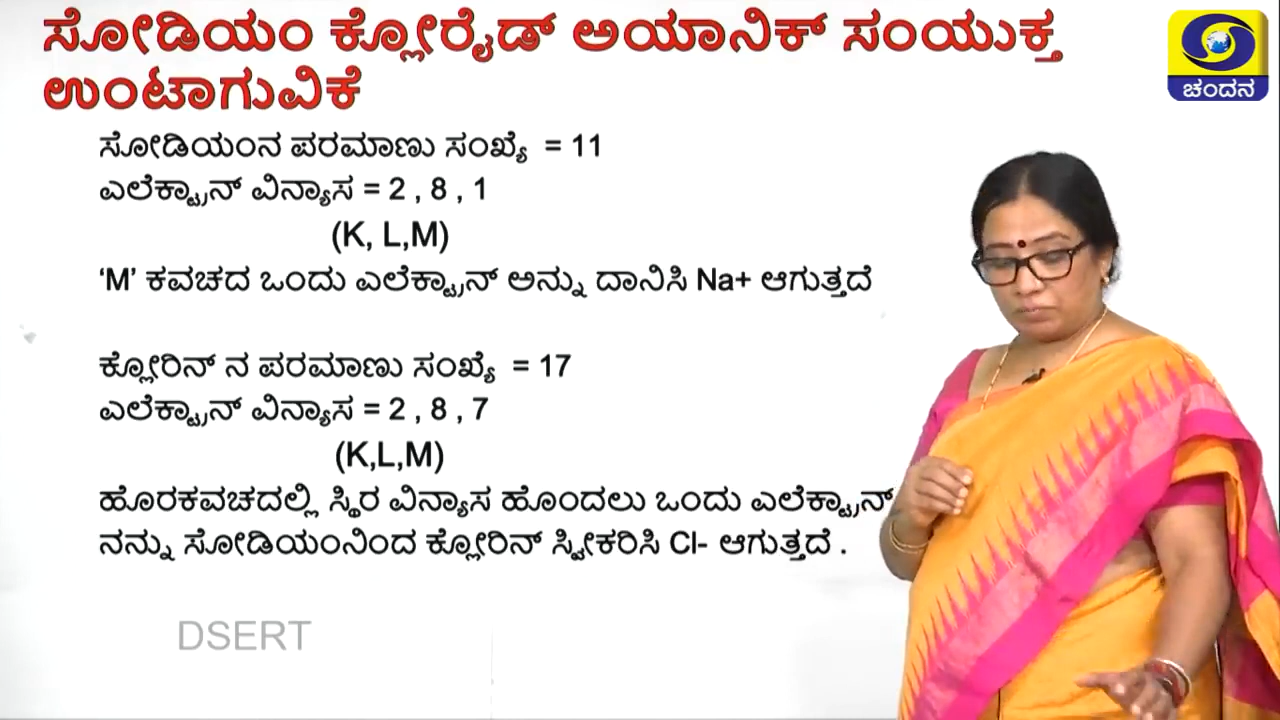 ಸೋಡಿಯಂ ಕ್ಲೋರೈಡ್ ಅಯಾನಿಕ್ ಸಂಯುಕ್ತ
ಉಂಟಾಗುವಿಕೆ
ಚಂದನ
ಸೋಡಿಯಂನ ಪರಮಾಣು ಸಂಖ್ಯೆ = 11
ಎಲೆಕ್ಟ್ರಾನ್ ವಿನ್ಯಾಸ = 2 , 8 , 1
(K, L,M)
‘M’ ಕವಚದ ಒಂದು ಎಲೆಕ್ಟ್ರಾನ್ ಅನ್ನು ದಾನಿಸಿ Na+ ಆಗುತ್ತದೆ
ಕ್ಲೋರಿನ್ ನ ಪರಮಾಣು ಸಂಖ್ಯೆ = 17
ಎಲೆಕ್ಟ್ರಾನ್ ವಿನ್ಯಾಸ = 2 , 8 , 7
(K,L,M)
ಹೊರಕವಚದಲ್ಲಿ ಸ್ಥಿರ ವಿನ್ಯಾಸ ಹೊಂದಲು ಒಂದು ಎಲೆಕ್ಟ್ರಾನ್
ನನ್ನು ಸೋಡಿಯಂನಿಂದ ಕ್ಲೋರಿನ್ ಸ್ವೀಕರಿಸಿ Cl- ಆಗುತ್ತದೆ .
DSERT